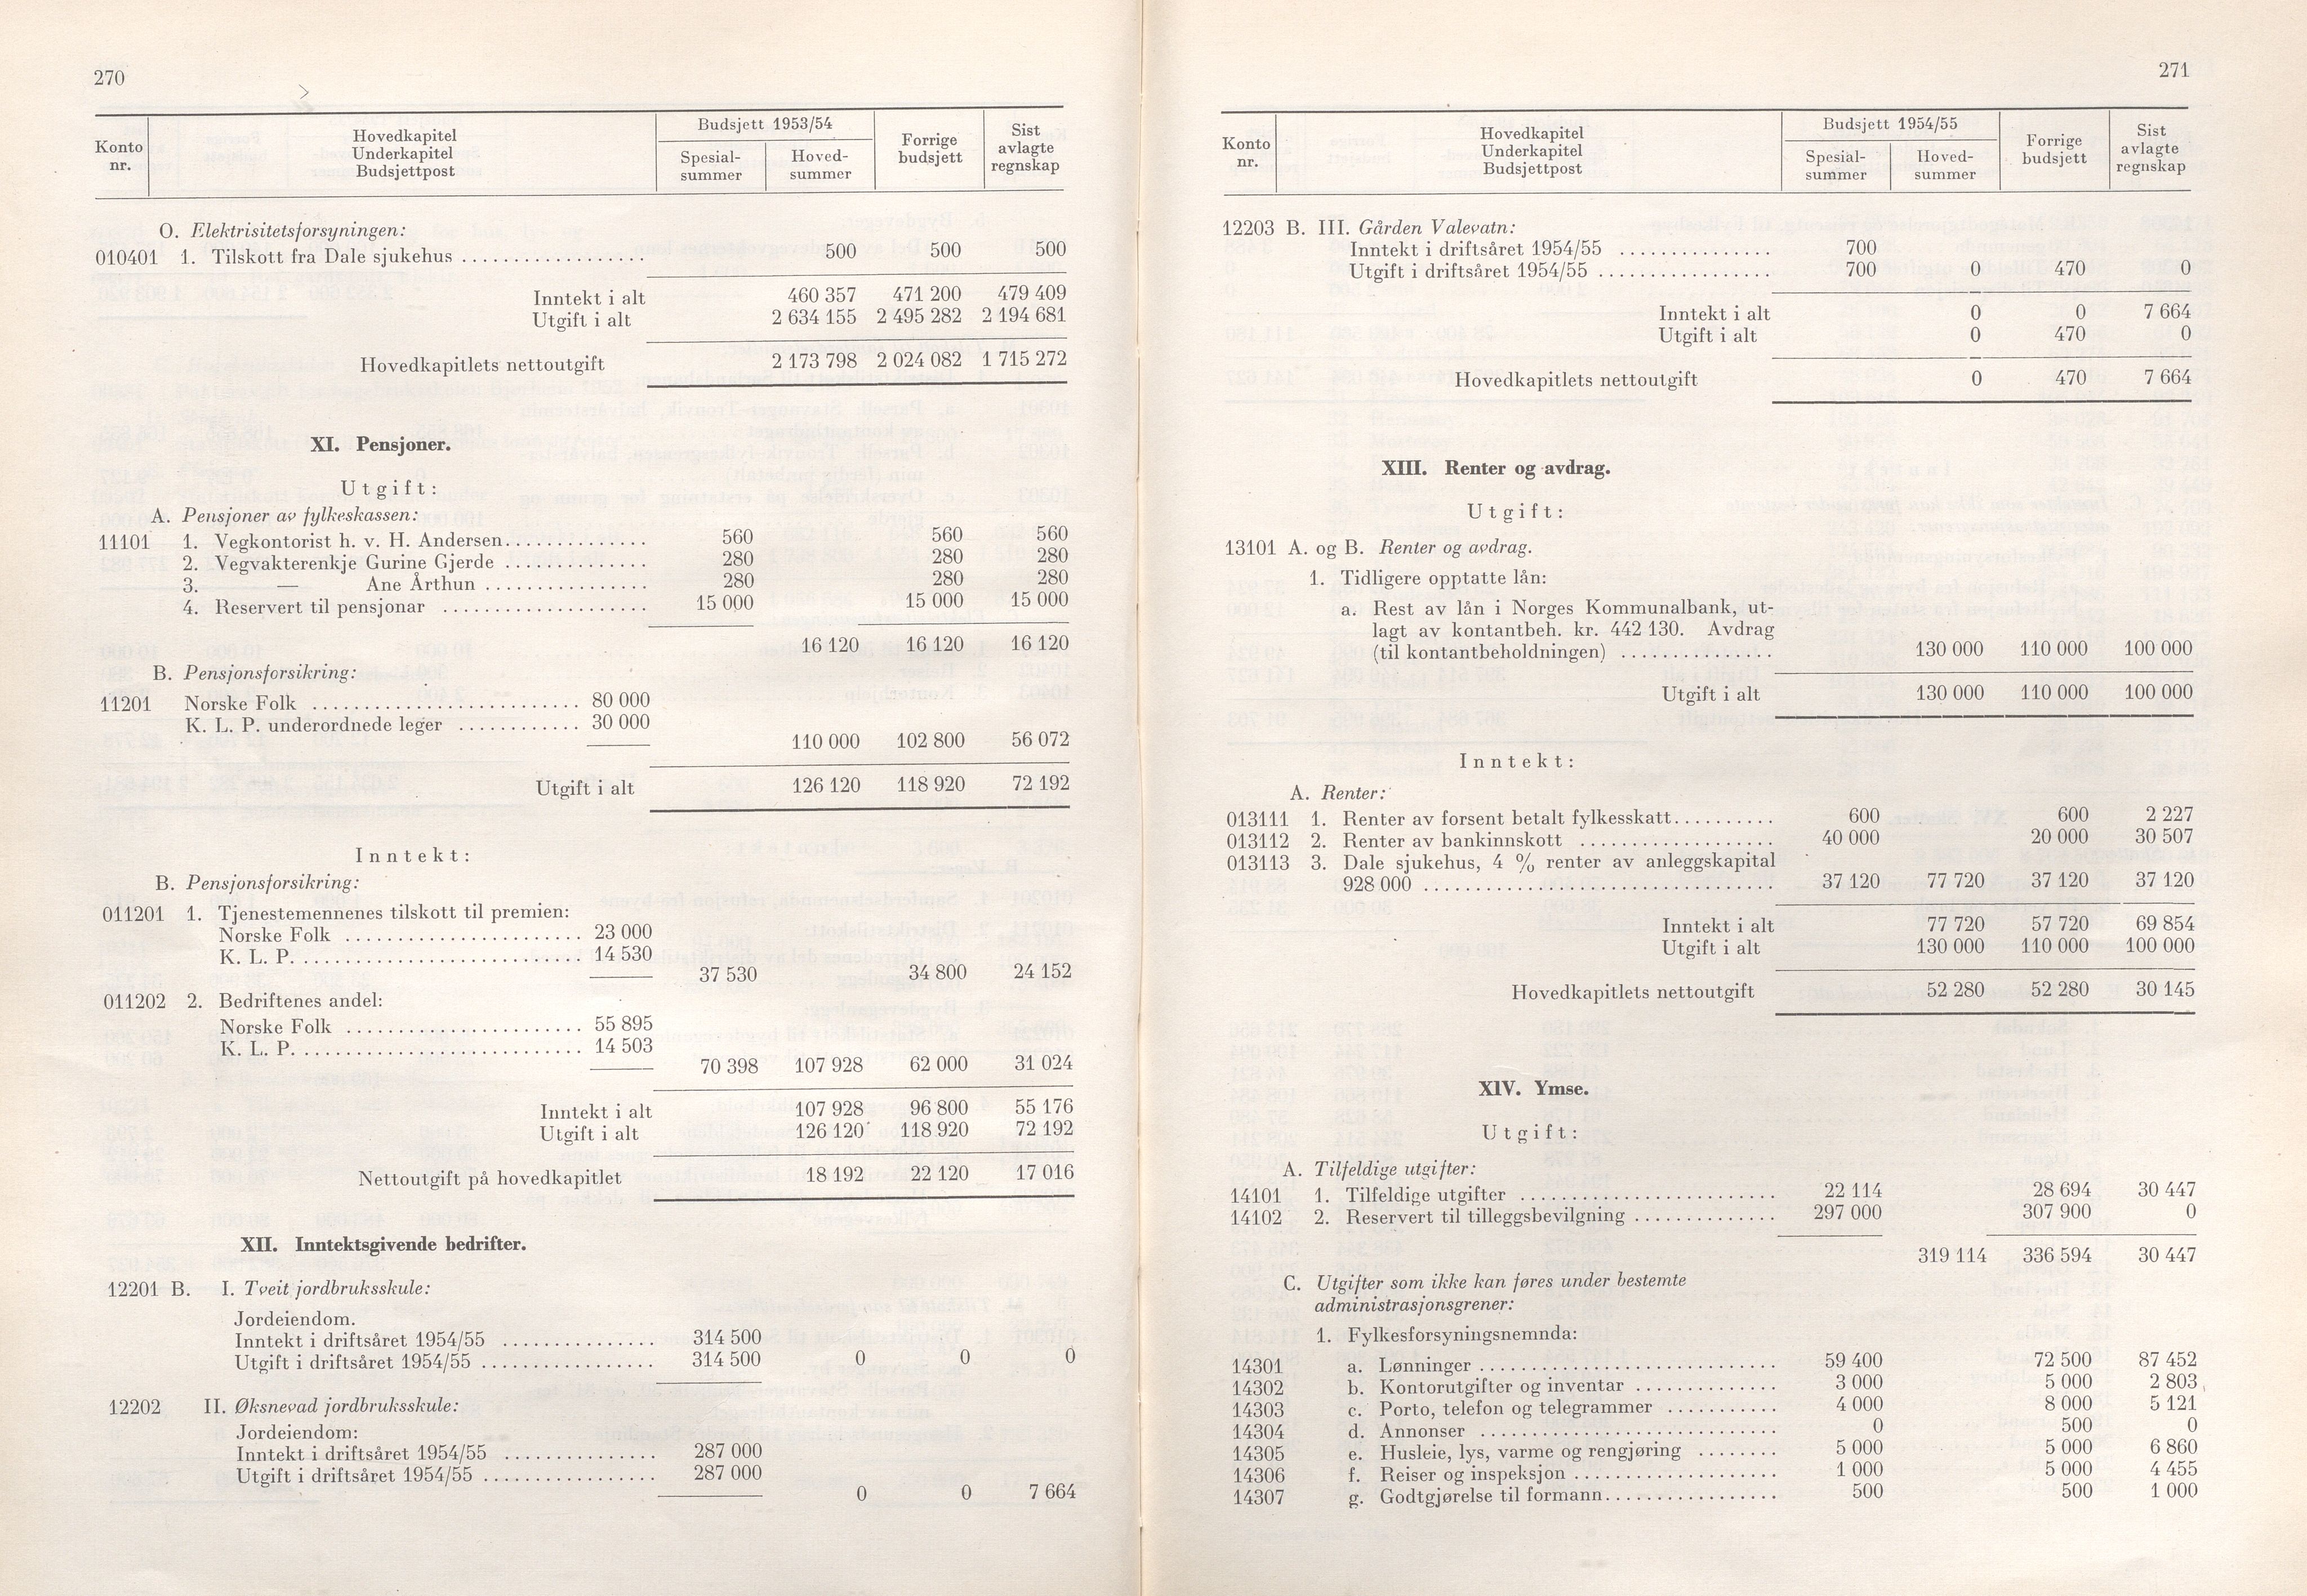 270
Konto nr. Hovedkapitel Underkapitel Budsjettpost Budsjett 1953/54 Spesial-summer Hoved-summer Forrige budsjett Sist avlagte regnskap
O. Elektrisitetsforsyningen:
010401 1. Tilskott fra Dale sjukehus ................. 500 500 500
Inntekt i alt 460 357 471 200 479 409
Utgift i alt 2 634 155 2 495 282 2 194 681
Hovedkapitlets nettoutgift 2 173 798 2 024 082 1 715 272
XI. Pensjoner.
Utgift:
A. Pensjoner av fylkeskassen:
11101 1. Vegkontorist h. v. H. Andersen.............. 560 560 560
2. Vegvakterenkje Gurine Gjerde .............. 280 280 280
3. — Ane Århun ................ 280 280 280
4. Reservert til pensjonar .................... 15 000 15 000 15 000
16 120 16 120 16 120
B. Pensjonsforsikring:
11201 Norske Folk .......................... 80 000
K. L. P. underordnede leger ............ 30 000
110 000 102 800 56 072
Utgift i alt 126 120 118 920 72 192
Inntekt:
B. Pensjonsforsikring:
011201 1. Tjenestemennenes tilskott til premien:
Norske Folk ....................... 23 000
K. L. P. ........................... 14 530
37 530 34 800 24 152
011202 2. Bedriftenes andel:
Norske Folk ....................... 55 895
K. L. P. ........................... 14 503
70 398 107 928 62 000 31 024
Inntekt i alt 107 928 96 800 55 176
Utgift i alt 126 120 118 920 72 192
Nettoutgift på hovedkapitlet 18 192 22 120 17 016
XII. Inntektsgivende bedrifter.
12201 B. I. Tveit jordbruksskule:
Jordeiendom.
Inntekt i driftsåret 1954/55 ............... 314 500
Utgift i driftsåret 1954/55 ................. 314 500 0 0 0
12202 II. Øksnevad jordbruksskule:
Jordeiendom:
Inntekt i driftsåret 1954/55 ............... 287 000
Utgift i driftsåret 1954/55 ................. 287 000
0 0 7 664
271
Konto nr. Hovedkapitel Underkapitel Budsjettpost Budsjett 1954/55 Spesial-summer Hoved-summer Forrige budsjett Sist avlagte regnskap
12203 B. III. Gården Valevatn:
Inntekt i driftsåret 1954/55 ............... 700
Utgift i driftsåret 1954/55 ................. 700 0 470 0
Inntekt i alt 0 0 7 664
Utgift i alt 0 470 0
Hovedkapitlets nettoutgift 0 470 7 664
XIII. Renter og avdrag.
Utgift:
13101 A. og B. Renter og avdrag.
1. Tidligere opptatte lån:
a. Rest av lån i Norges Kommunalbank, ut-
lagt av kontantbeh. kr. 442 130. Avdrag
(til kontantbeholdningen) ............... 130 000 110 000 100 000
Utgift i alt 130 000 110 000 100 000
Inntekt:
A. Renter:
013111 1. Renter av forsent betalt fylkesskatt.......... 600 600 2 227
013112 2. Renter av bankinnskott ................... 40 000 20 000 30 507
013113 3. Dale sjukehus, 4 % renter av anleggskapital
928 000 .................................. 37 120 77 720 37 120 37 120
Inntekt i alt 77 720 57 720 69 854
Utgift i alt 130 000 110 000 100 000
Hovedkapitlets nettoutgift 52 280 52 280 30 145
XIV. Ymse.
Utgift:
A. Tilfeldige utgifter:
14101 1. Tilfeldige utgifter ......................... 22 114 28 694 30 447
14102 2. Reservert til tilleggsbevilgning .............. 297 000 307 900 0
319 114 336 594 30 447
C. Utgifter som ikke kan føres under bestemte
administrasjonsgrener:
1. Fylkesforsyningsnemnda:
14301 a. Lønninger ............................. 59 400 72 500 87 452
14302 b. Kontorutgifter og inventar .............. 3 000 5 000 2 803
14303 c. Porto, telefon og telegrammer ........... 4 000 8 000 5 121
14304 d. Annonser ............................. 0 500 0
14305 e. Husleie, lys, varme og rengjøring ........ 5 000 5 000 6 860
14306 f. Reiser og inspeksjon .................... 1 000 5 000 4 455
14307 g. Godtgjørelse til formann................. 500 500 1 000